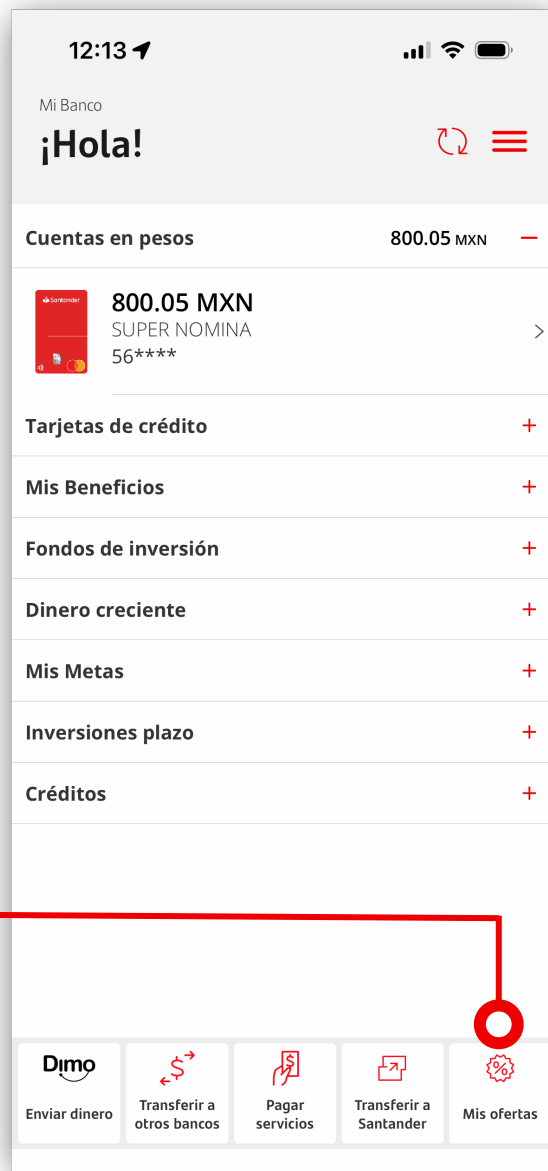 12:13
Mi Banco
¡Hola!
Cuentas en pesos 800.05 MXN
Santander
800.05 MXN
SUPER NOMINA
56****
Tarjetas de crédito
Mis Beneficios
Fondos de inversión
Dinero creciente
Mis Metas
Inversiones plazo
Créditos
Dimo
Enviar dinero
Transferir a
otros bancos
Pagar
servicios
Transferir a
Santander
Mis ofertas